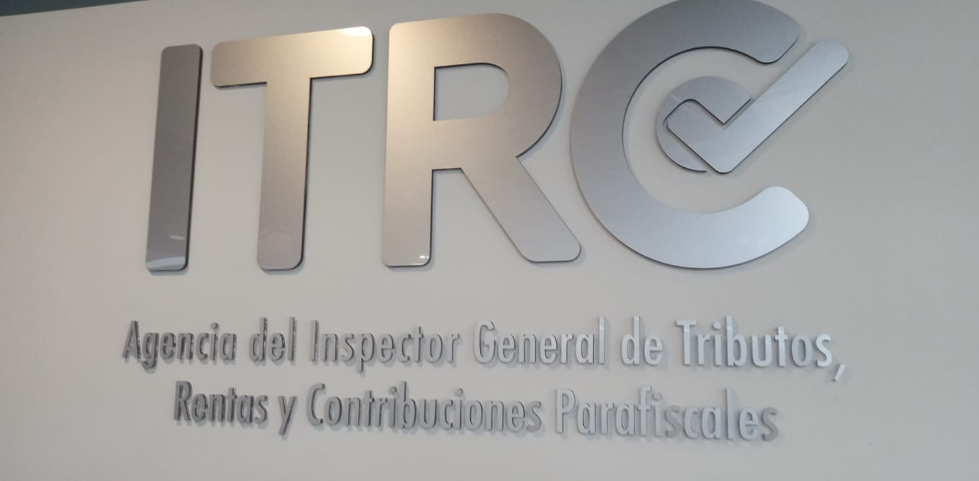 ITRC
Agencia del Inspector General de Tributos,
Rentas y Contribuciones Parafiscales